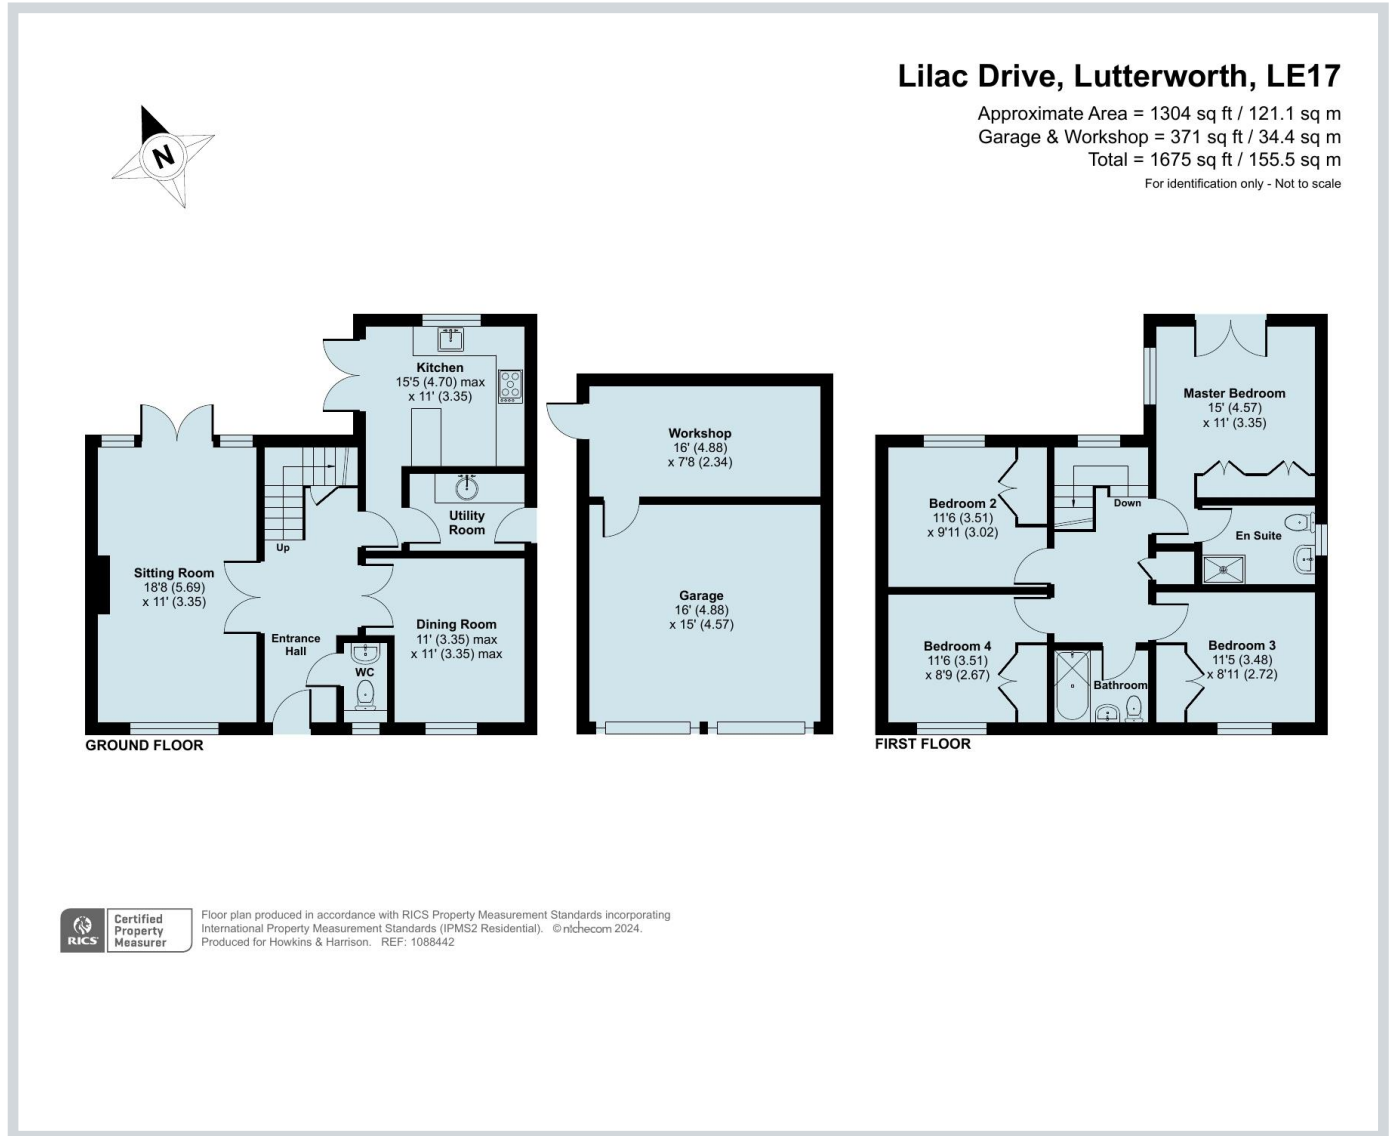 Lilac Drive, Lutterworth, LE17
Approximate Area = 1304 sq ft / 121.1 sq m
Garage & Workshop = 371 sq ft / 34.4 sq m
Total = 1675 sq ft / 155.5 sq m
For identification only - Not to scale
N
Kitchen
15'5 (4.70) max
x 11' (3.35)
Utility
Room
Up
Sitting Room
18'8 (5.69)
x 11' (3.35)
Entrance
Hall
WC
Dining Room
11' (3.35) max
x 11' (3.35) max
GROUND FLOOR
Workshop
16' (4.88)
x 7'8 (2.34)
Garage
16' (4.88)
x 15' (4.57)
Master Bedroom
15' (4.57)
x 11' (3.35)
Bedroom 2
11'6 (3.51)
x 9'11 (3.02)
Down
En Suite
Bedroom 4
11'6 (3.51)
x 8'9 (2.67)
Bathroom
Bedroom 3
11'5 (3.48)
x 8'11 (2.72)
FIRST FLOOR
RICS
Certified
Property
Measurer
Floor plan produced in accordance with RICS Property Measurement Standards incorporating
International Property Measurement Standards (IPMS2 Residential). © nichecom 2024.
Produced for Howkins & Harrison. REF: 1088442